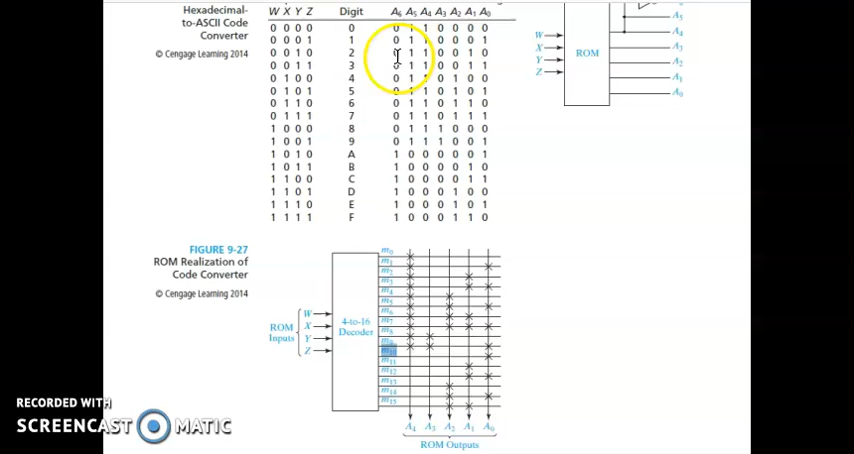 Hexadecimal-
to-ASCII Code
Converter
© Cengage Learning 2014
W X Y Z Digit A6 A5 A4 A3 A2 A1 A0
0 0 0 0 0 0 1 1 0 0 0 0
0 0 0 1 1 0 1 1 0 0 0 1
0 0 1 0 2 0 1 1 0 0 1 0
0 0 1 1 3 0 1 1 0 0 1 1
0 1 0 0 4 0 1 1 0 1 0 0
0 1 0 1 5 0 1 1 0 1 0 1
0 1 1 0 6 0 1 1 0 1 1 0
0 1 1 1 7 0 1 1 0 1 1 1
1 0 0 0 8 0 1 1 1 0 0 0
1 0 0 1 9 0 1 1 1 0 0 1
1 0 1 0 A 1 0 0 0 0 0 1
1 0 1 1 B 1 0 0 0 0 1 0
1 1 0 0 C 1 0 0 0 0 1 1
1 1 0 1 D 1 0 0 0 1 0 0
1 1 1 0 E 1 0 0 0 1 0 1
1 1 1 1 F 1 0 0 0 1 1 0
W
X
Y
Z
ROM
A5
A4
A3
A2
A1
A0
FIGURE 9-27
ROM Realization of
Code Converter
© Cengage Learning 2014
ROM
Inputs
W
X
Y
Z
4-to-16
Decoder
m0
m1
m2
m3
m4
m5
m6
m7
m8
m9
m10
m11
m12
m13
m14
m15
A4 A3 A2 A1 A0
ROM Outputs
RECORDED WITH
SCREENCAST MATIC